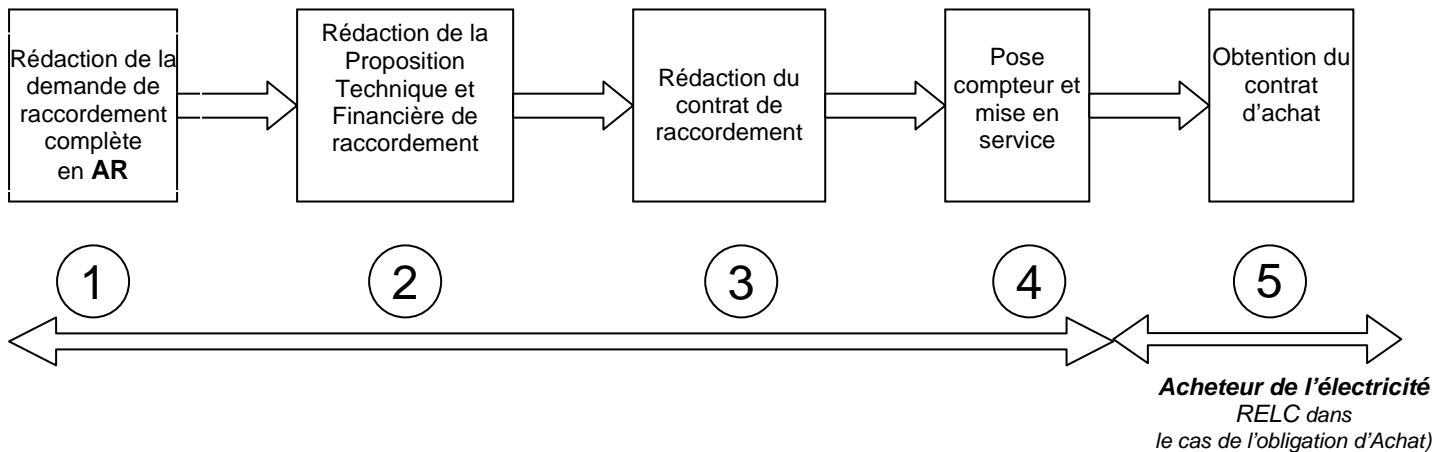 Rédaction de la
demande de
raccordement
complète
en AR
Rédaction de la
Proposition
Technique et
Financière de
raccordement
Rédaction du
contrat de
raccordement
Pose
compteur et
mise en
service
Obtention du
contrat
d’achat
1
2
3
4
5
Acheteur de l’électricité
RELC dans
le cas de l’obligation d’Achat)